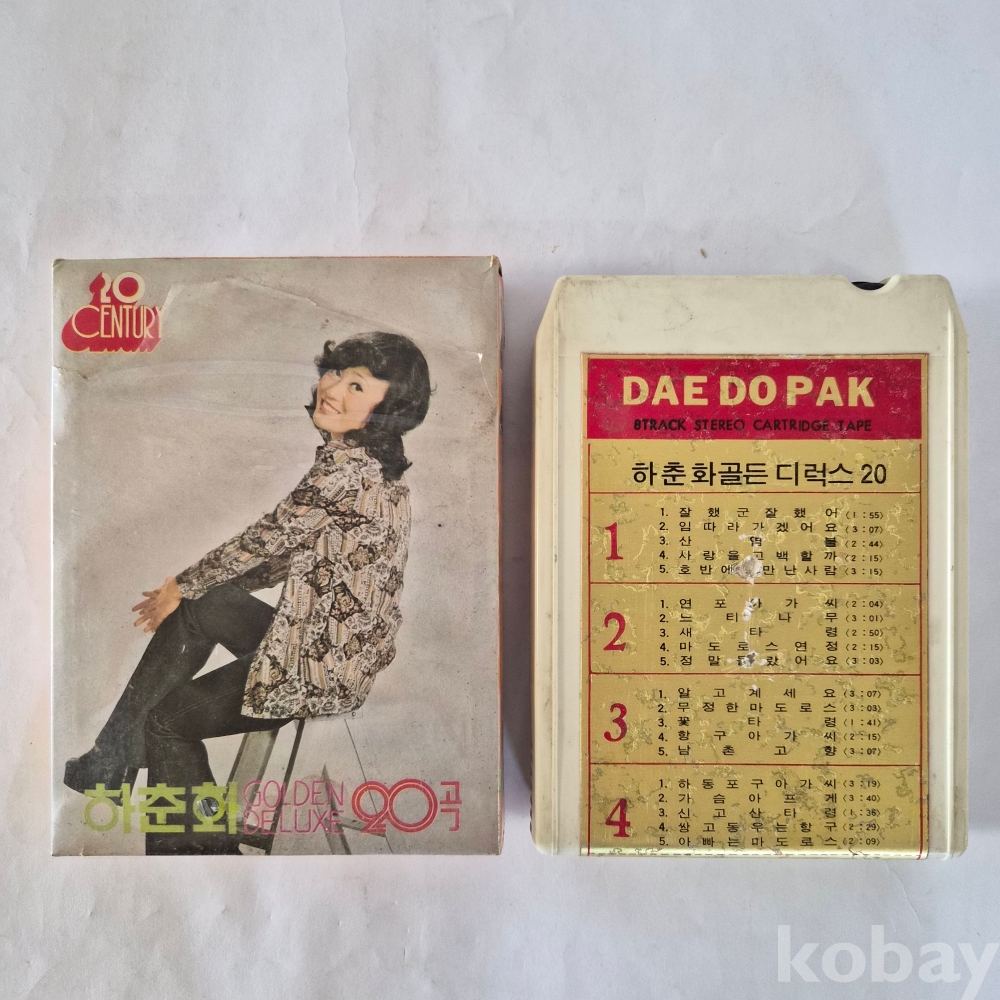 20
CENTURY
하춘화 GOLDEN DELUXE 20곡
DAE DO PAK
8TRACK STEREO CARTRIDGE TAPE
하춘화골든 디럭스 20
1
1. 잘했군잘했어 (1:55)
2. 임따라가겠어요 (3:07)
3. 산 염불 (2:44)
4. 사랑을고백할까 (2:15)
5. 호반에 만난사람 (3:15)
2
1. 연포아가씨 (2:04)
2. 느티나무 (3:01)
3. 새타령 (2:50)
4. 마도로스연정 (2:15)
5. 정말몰랐어요 (3:03)
3
1. 알고계세요 (3:07)
2. 무정한마도로스 (3:03)
3. 꽃타령 (1:41)
4. 항구아가씨 (2:15)
5. 남촌고향 (3:07)
4
1. 하동포구아가씨 (3:19)
2. 가슴아프게 (3:40)
3. 신고산타령 (1:36)
4. 쌍고동우는항구 (2:29)
5. 아빠는마도로스 (2:09)
kobay